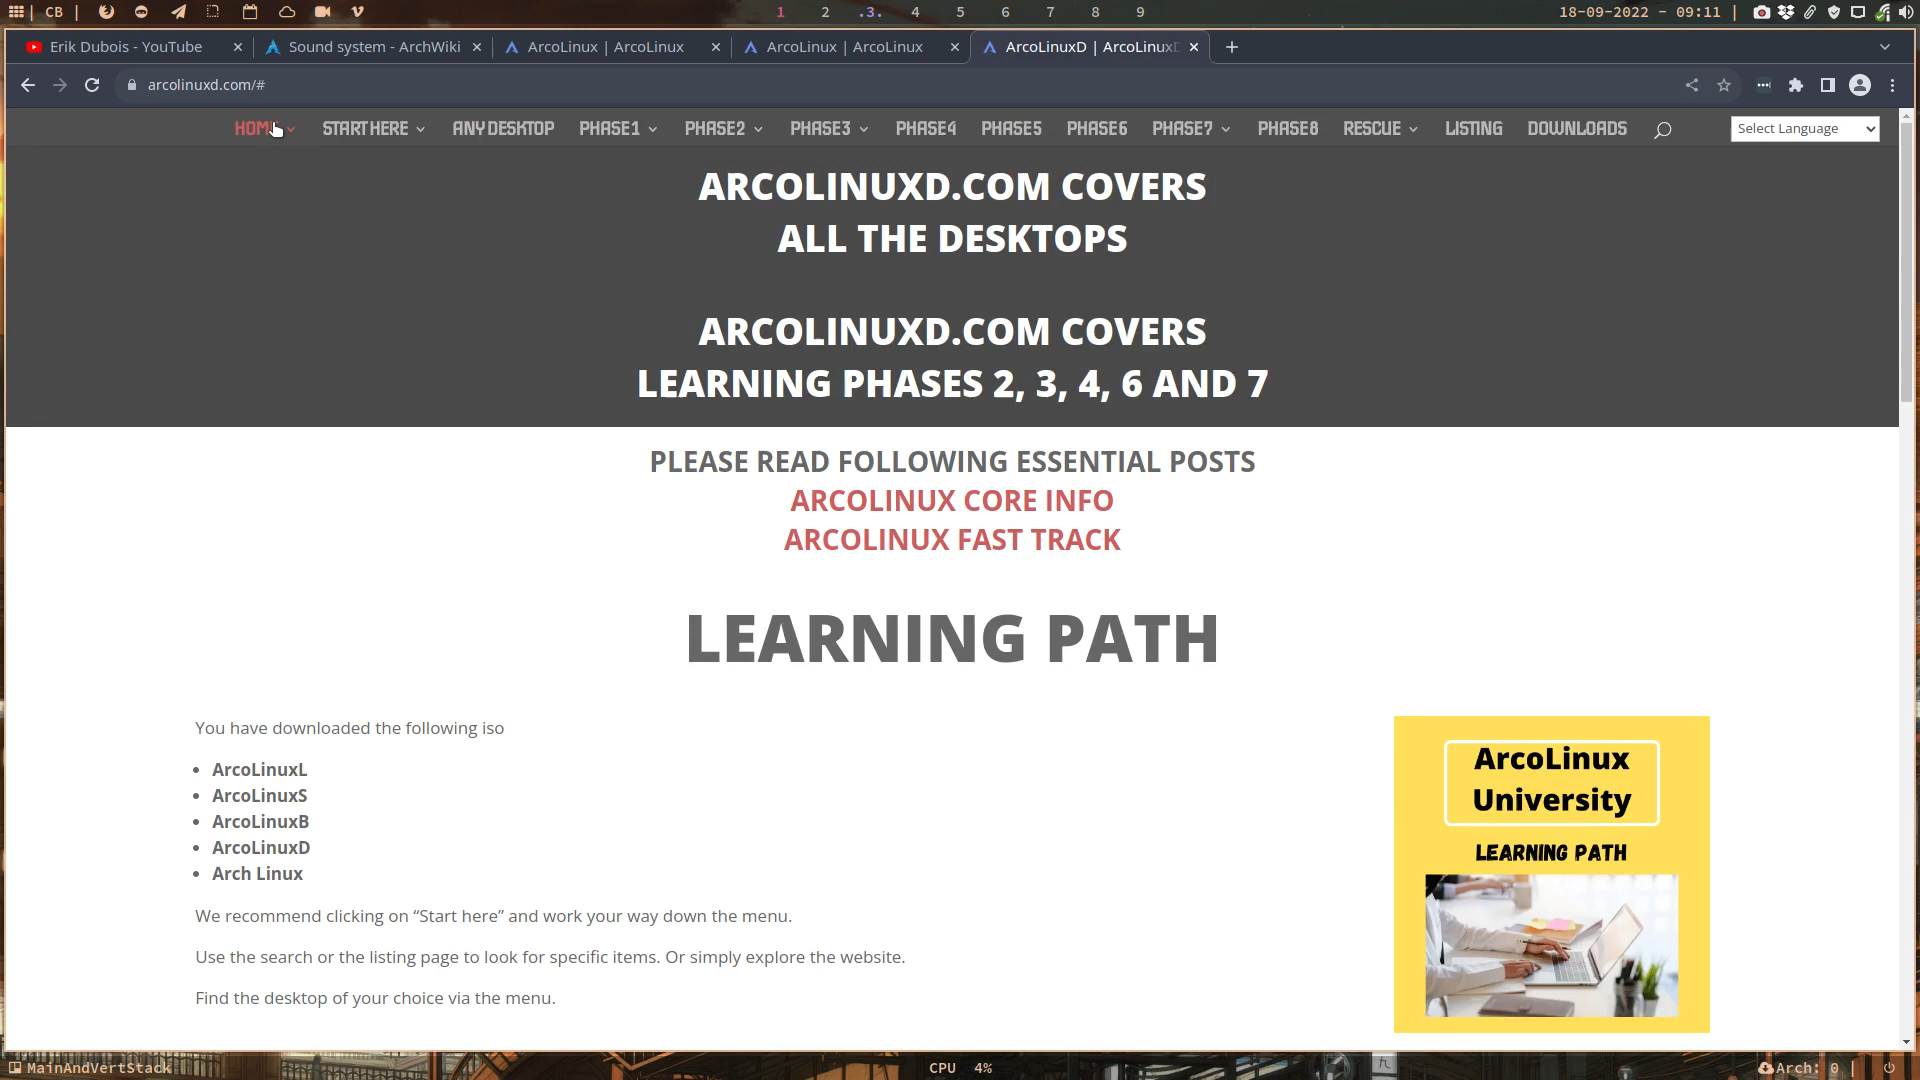 CB
1 2 .3. 4 5 6 7 8 9
18-09-2022 - 09:11
Erik Dubois - YouTube
Sound system - ArchWiki
ArcoLinux | ArcoLinux
ArcoLinux | ArcoLinux
ArcoLinuxD | ArcoLinuxD
arcolinuxd.com/#
HOME START HERE ANY DESKTOP PHASE1 PHASE2 PHASE3 PHASE4 PHASE5 PHASE6 PHASE7 PHASE8 RESCUE LISTING DOWNLOADS
Select Language
ARCOLINUXD.COM COVERS
ALL THE DESKTOPS
ARCOLINUXD.COM COVERS
LEARNING PHASES 2, 3, 4, 6 AND 7
PLEASE READ FOLLOWING ESSENTIAL POSTS
ARCOLINUX CORE INFO
ARCOLINUX FAST TRACK
LEARNING PATH
You have downloaded the following iso
ArcoLinuxL
ArcoLinuxS
ArcoLinuxB
ArcoLinuxD
Arch Linux
We recommend clicking on “Start here” and work your way down the menu.
Use the search or the listing page to look for specific items. Or simply explore the website.
Find the desktop of your choice via the menu.
ArcoLinux
University
LEARNING PATH
MainAndVertStack
CPU 4%
Arch: 0